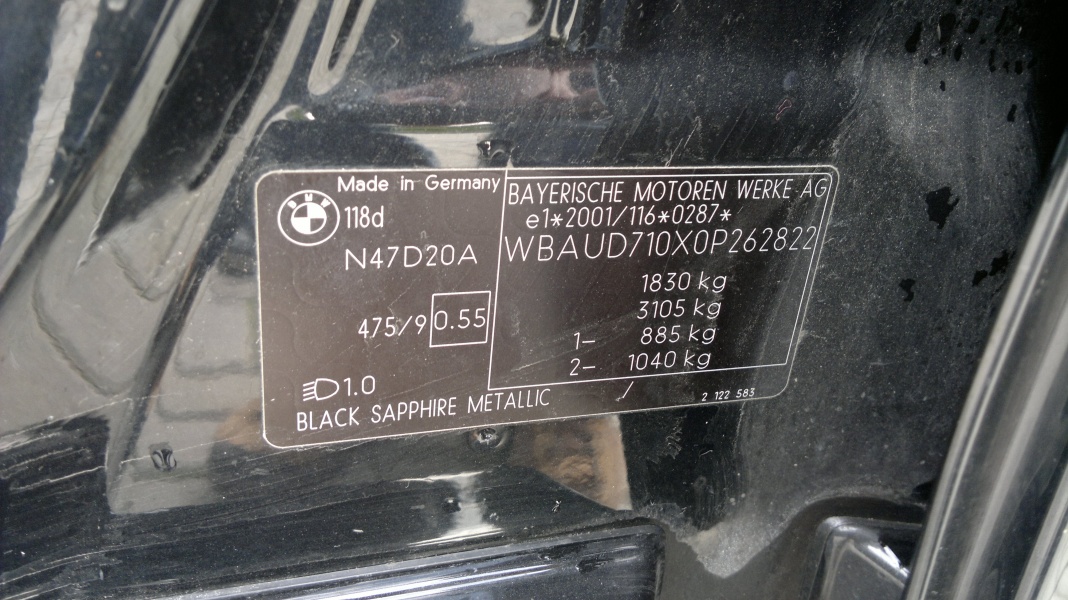 Made in Germany
BMW
118d
N47D20A
475/9 0.55
1.0
BLACK SAPPHIRE METALLIC
BAYERISCHE MOTOREN WERKE AG
e1*2001/116*0287*
WBAUD710X0P262822
1830 kg
3105 kg
1- 885 kg
2- 1040 kg
2 122 583